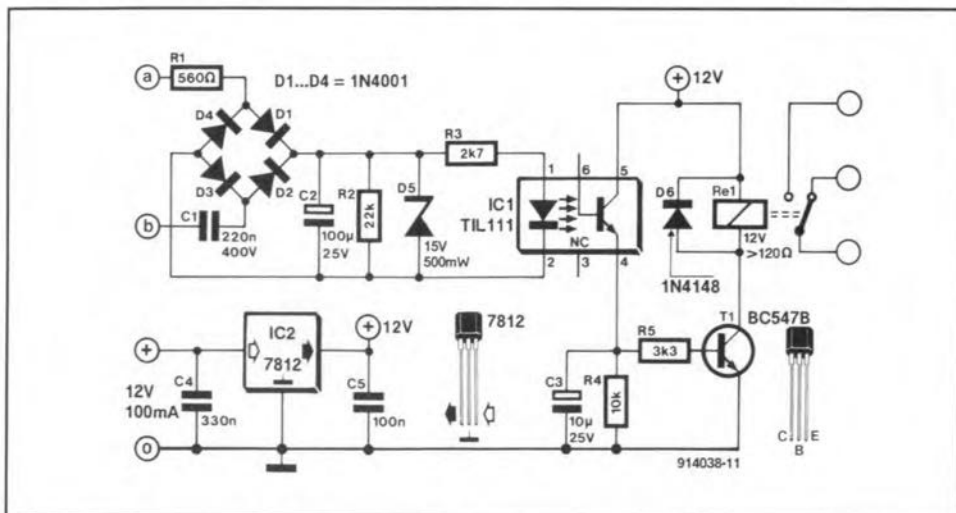 a
R1
560Ω
D1...D4 = 1N4001
D4
D1
D3
D2
b
C1
220n
400V
C2
100µ
25V
R2
22k
D5
15V
500mW
R3
2k7
1
6
5
IC1
TIL111
NC
2
3
4
+
12V
D6
1N4148
Re1
12V
>120Ω
T1
BC547B
C
B
E
R5
3k3
C3
10µ
25V
R4
10k
914038-11
+
12V
100mA
0
C4
330n
IC2
7812
C5
100n
+
12V
7812